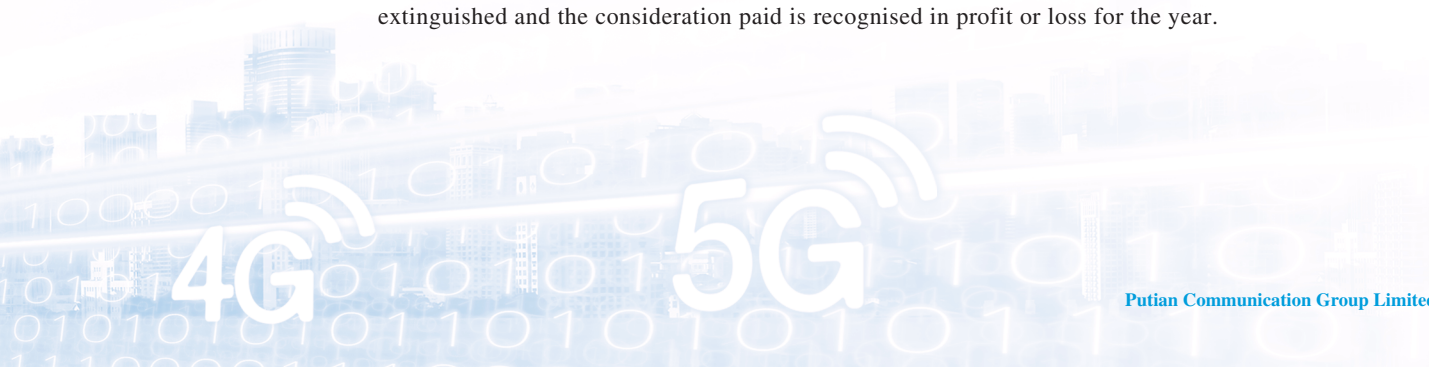 extinguished and the consideration paid is recognised in profit or loss for the year.
4G
5G
Putian Communication Group Limite